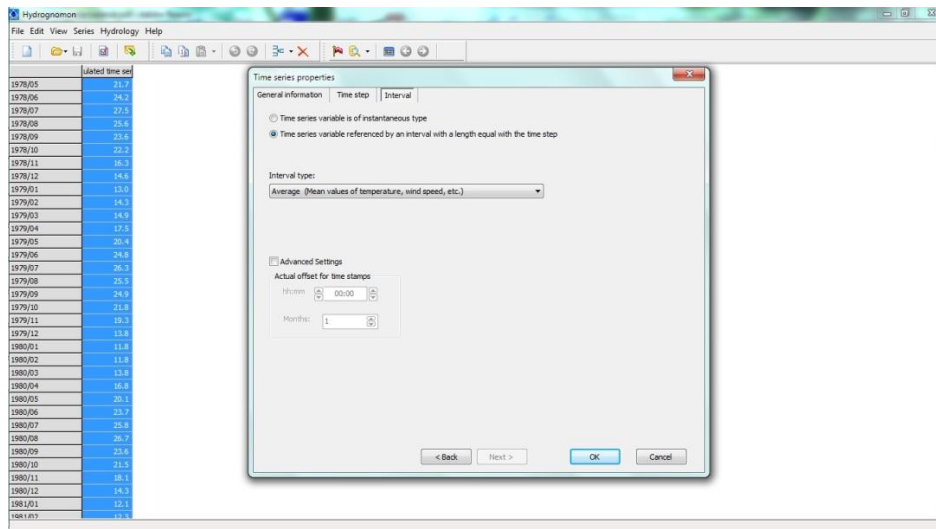 Hydrognomon
File Edit View Series Hydrology Help
ulated time ser
1978/05 21.7
1978/06 24.2
1978/07 27.5
1978/08 25.6
1978/09 23.6
1978/10 22.2
1978/11 16.3
1978/12 14.6
1979/01 13.0
1979/02 14.3
1979/03 14.9
1979/04 17.5
1979/05 20.4
1979/06 24.8
1979/07 26.3
1979/08 25.5
1979/09 24.9
1979/10 21.8
1979/11 19.3
1979/12 13.8
1980/01 11.8
1980/02 11.8
1980/03 13.8
1980/04 16.8
1980/05 20.1
1980/06 23.7
1980/07 25.8
1980/08 26.7
1980/09 23.6
1980/10 21.5
1980/11 18.1
1980/12 14.3
1981/01 12.1
1981/02 12.3
Time series properties
General information Time step Interval
Time series variable is of instantaneous type
Time series variable referenced by an interval with a length equal with the time step
Interval type:
Average (Mean values of temperature, wind speed, etc.)
Advanced Settings
Actual offset for time stamps
hh:mm 00:00
Months: 1
< Back Next > OK Cancel